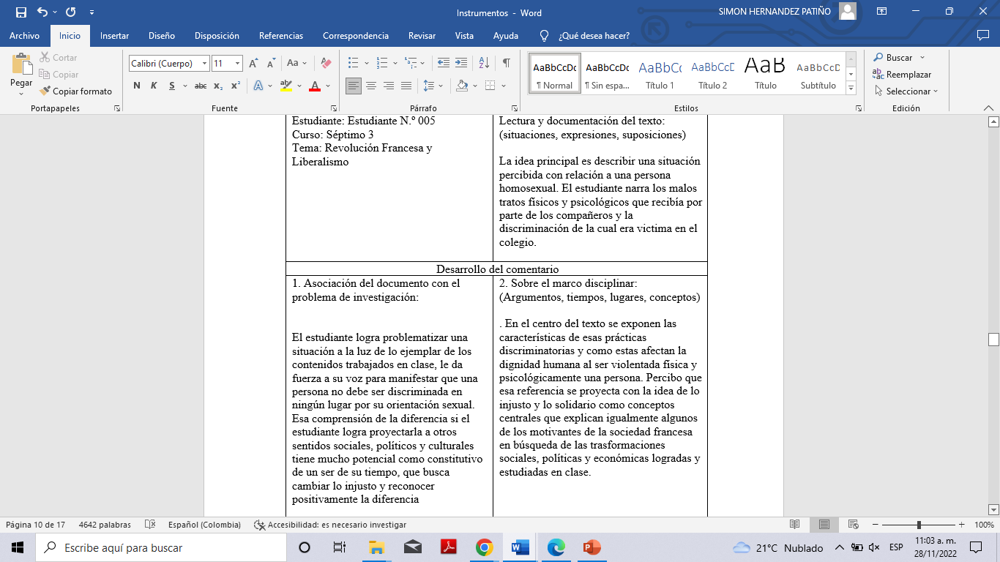 Instrumentos - Word
SIMON HERNANDEZ PATIÑO
Archivo Inicio Insertar Diseño Disposición Referencias Correspondencia Revisar Vista Ayuda ¿Qué desea hacer?
Pegar
Cortar
Copiar
Copiar formato
Portapapeles
Calibri (Cuerpo) 11
N K S abc x₂ x²
Fuente
Párrafo
AaBbCcDc AaBbCcDc AaBbCc AaBbCcD AaB AaBbCcD
¶ Normal ¶ Sin espa... Título 1 Título 2 Título Subtítulo
Estilos
Buscar
Reemplazar
Seleccionar
Edición
Estudiante: Estudiante N.º 005
Curso: Séptimo 3
Tema: Revolución Francesa y
Liberalismo
Lectura y documentación del texto:
(situaciones, expresiones, suposiciones)
La idea principal es describir una situación
percibida con relación a una persona
homosexual. El estudiante narra los malos
tratos físicos y psicológicos que recibía por
parte de los compañeros y la
discriminación de la cual era victima en el
colegio.
Desarrollo del comentario
1. Asociación del documento con el
problema de investigación:
El estudiante logra problematizar una
situación a la luz de lo ejemplar de los
contenidos trabajados en clase, le da
fuerza a su voz para manifestar que una
persona no debe ser discriminada en
ningún lugar por su orientación sexual.
Esa comprensión de la diferencia si el
estudiante logra proyectarla a otros
sentidos sociales, políticos y culturales
tiene mucho potencial como constitutivo
de un ser de su tiempo, que busca
cambiar lo injusto y reconocer
positivamente la diferencia
2. Sobre el marco disciplinar:
(Argumentos, tiempos, lugares, conceptos)
. En el centro del texto se exponen las
características de esas prácticas
discriminatorias y como estas afectan la
dignidad humana al ser violentada física y
psicológicamente una persona. Percibo que
esa referencia se proyecta con la idea de lo
injusto y lo solidario como conceptos
centrales que explican igualmente algunos
de los motivantes de la sociedad francesa
en búsqueda de las trasformaciones
sociales, políticas y económicas logradas y
estudiadas en clase.
Página 10 de 17 4642 palabras Español (Colombia) Accesibilidad: es necesario investigar 100%
Escribe aquí para buscar
21°C Nublado
ESP
11:03 a. m.
28/11/2022